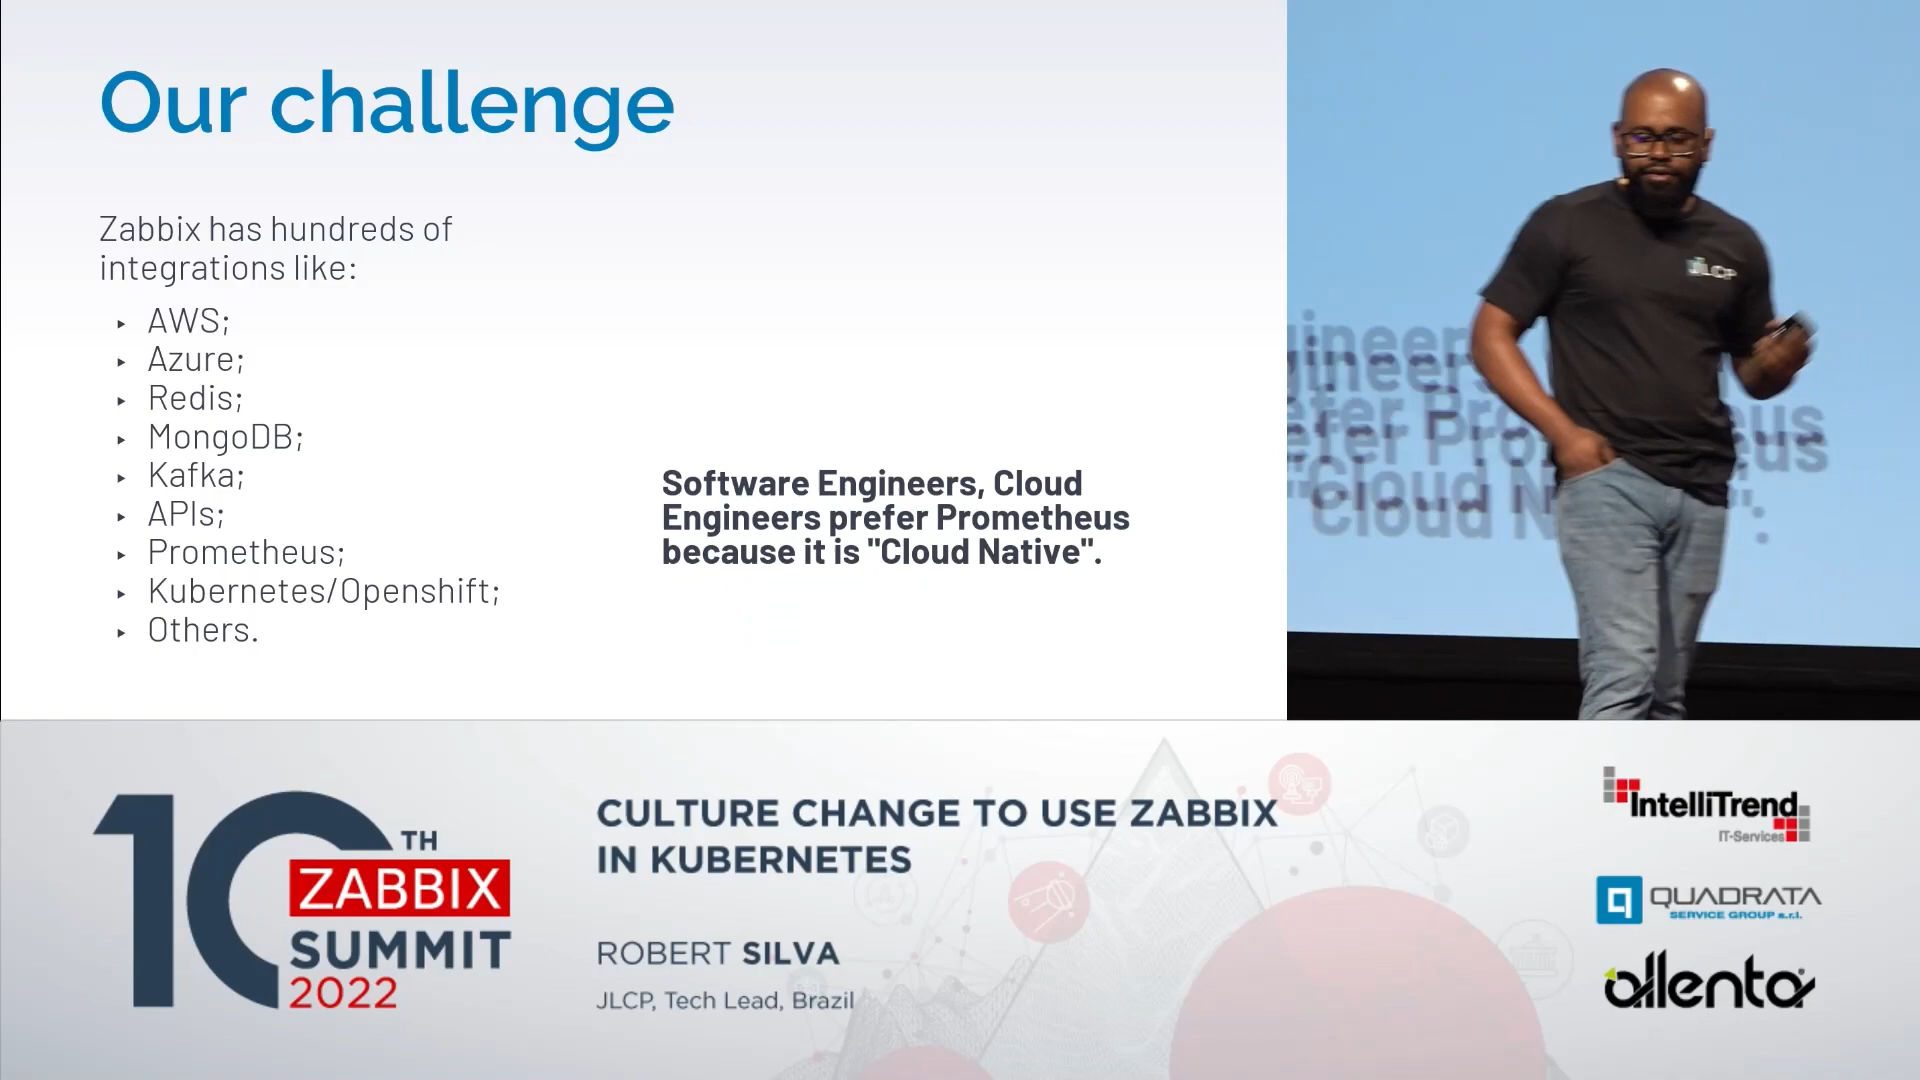 Our challenge
Zabbix has hundreds of
integrations like:
‣ AWS;
‣ Azure;
‣ Redis;
‣ MongoDB;
‣ Kafka;
‣ APIs;
‣ Prometheus;
‣ Kubernetes/Openshift;
‣ Others.
Software Engineers, Cloud
Engineers prefer Prometheus
because it is "Cloud Native".
JLCP
10TH
ZABBIX
SUMMIT
2022
CULTURE CHANGE TO USE ZABBIX
IN KUBERNETES
ROBERT SILVA
JLCP, Tech Lead, Brazil
IntelliTrend
IT-Services
QUADRATA
SERVICE GROUP s.r.l.
allenta